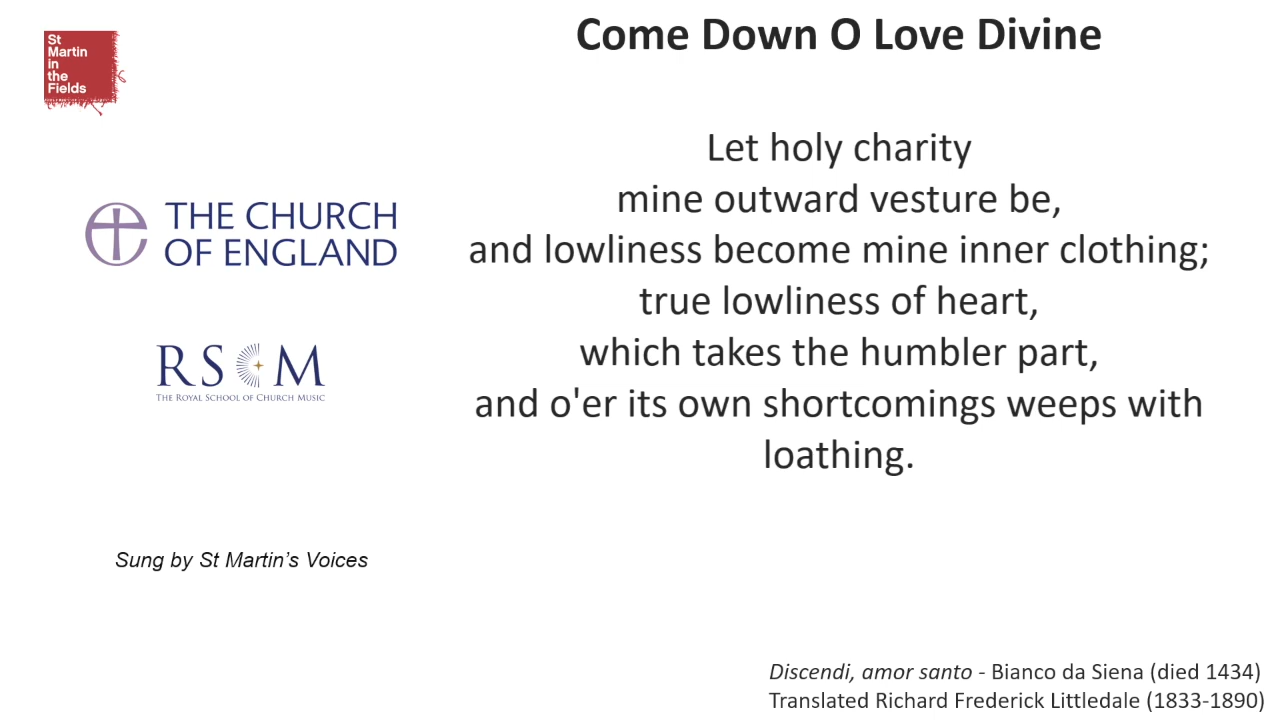 St
Martin
in
the
Fields
Come Down O Love Divine
THE CHURCH
OF ENGLAND
RSCM
THE ROYAL SCHOOL OF CHURCH MUSIC
Sung by St Martin’s Voices
Let holy charity
mine outward vesture be,
and lowliness become mine inner clothing;
true lowliness of heart,
which takes the humbler part,
and o'er its own shortcomings weeps with
loathing.
Discendi, amor santo - Bianco da Siena (died 1434)
Translated Richard Frederick Littledale (1833-1890)